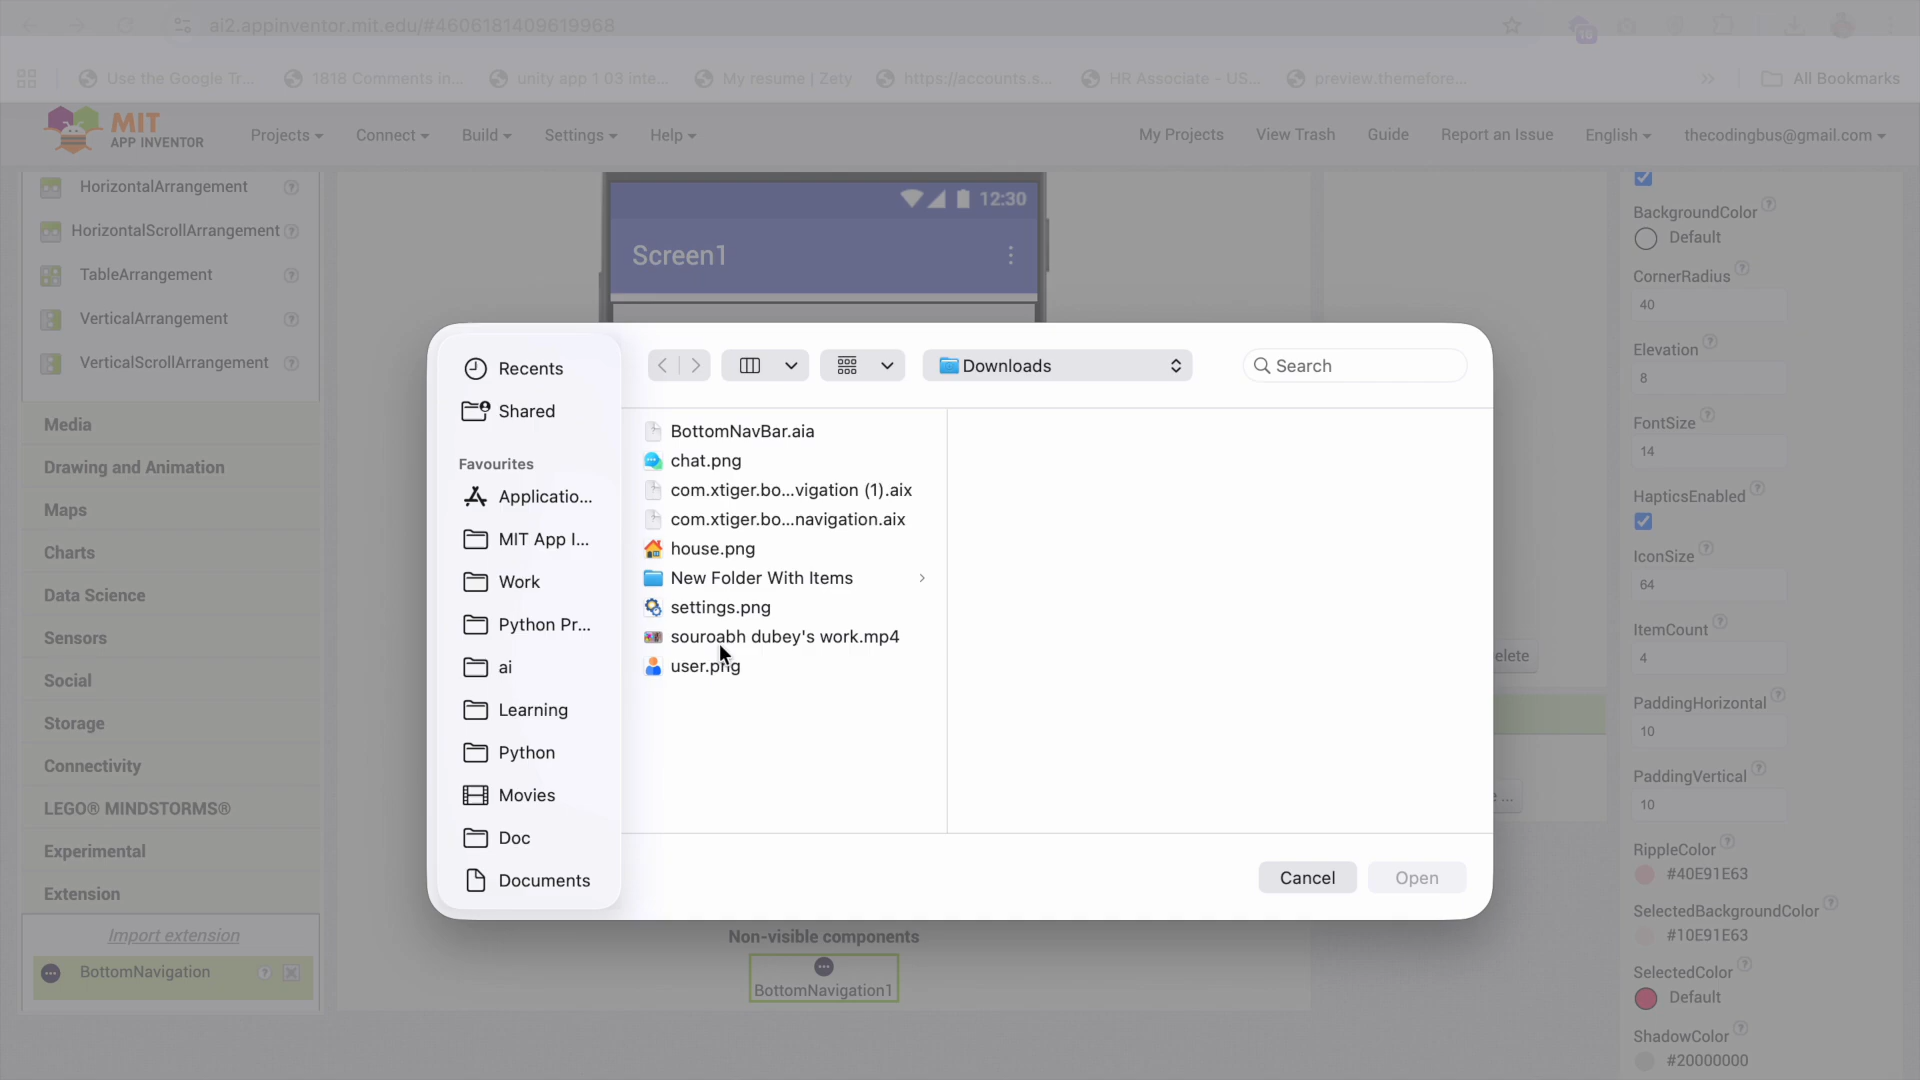 ai2.appinventor.mit.edu/#4606181409619968
16
Use the Google Tr...
1818 Comments in...
unity app 1 03 inte...
My resume | Zety
https://accounts.s...
HR Associate - US...
preview.themefore...
»
All Bookmarks
MIT
APP INVENTOR
Projects
Connect
Build
Settings
Help
My Projects
View Trash
Guide
Report an Issue
English
thecodingbus@gmail.com
HorizontalArrangement
HorizontalScrollArrangement
TableArrangement
VerticalArrangement
VerticalScrollArrangement
Media
Drawing and Animation
Maps
Charts
Data Science
Sensors
Social
Storage
Connectivity
LEGO® MINDSTORMS®
Experimental
Extension
Import extension
BottomNavigation
12:30
Screen1
Recents
Shared
Favourites
Applicatio...
MIT App I...
Work
Python Pr...
ai
Learning
Python
Movies
Doc
Documents
Downloads
Search
BottomNavBar.aia
chat.png
com.xtiger.bo...vigation (1).aix
com.xtiger.bo...navigation.aix
house.png
New Folder With Items
settings.png
souroabh dubey's work.mp4
user.png
Cancel
Open
Non-visible components
BottomNavigation1
elete
e ...
BackgroundColor
Default
CornerRadius
40
Elevation
8
FontSize
14
HapticsEnabled
IconSize
64
ItemCount
4
PaddingHorizontal
10
PaddingVertical
10
RippleColor
#40E91E63
SelectedBackgroundColor
#10E91E63
SelectedColor
Default
ShadowColor
#20000000